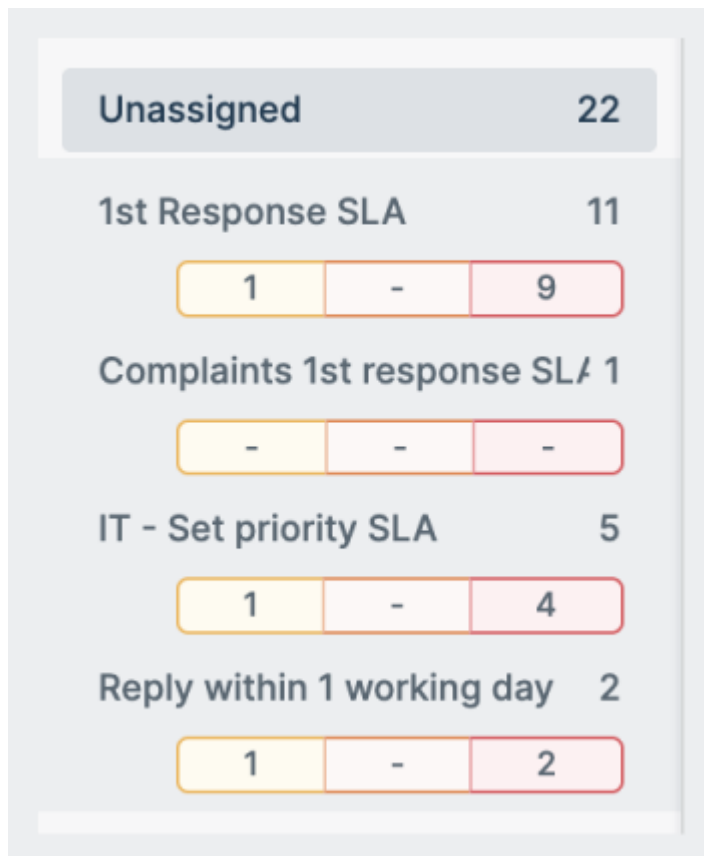 Unassigned 22
1st Response SLA 11
1 - 9
Complaints 1st response SL 1
- - -
IT - Set priority SLA 5
1 - 4
Reply within 1 working day 2
1 - 2